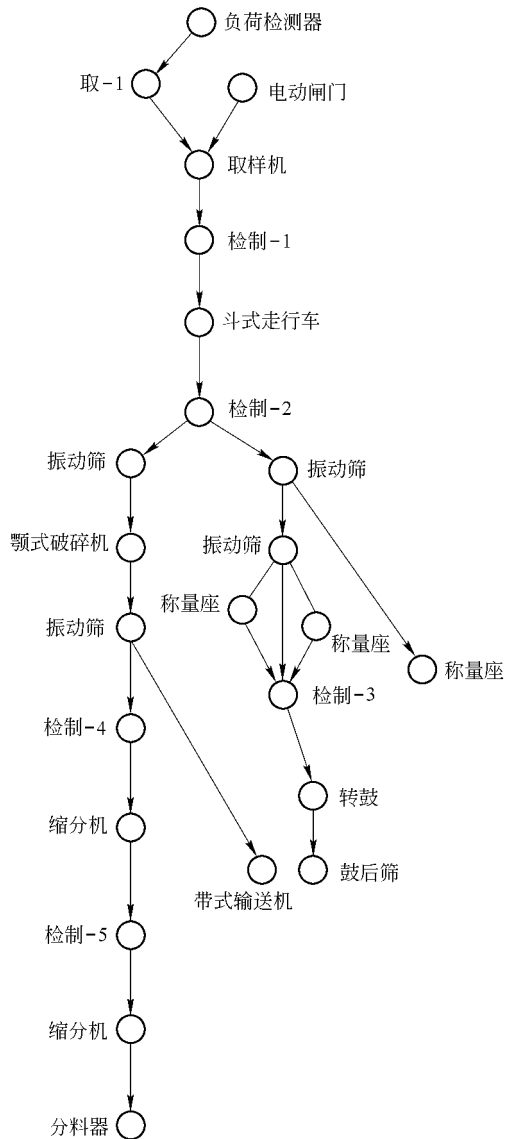 负荷检测器
取-1
电动闸门
取样机
检制-1
斗式走行车
检制-2
振动筛
振动筛
颚式破碎机
振动筛
称量座
振动筛
称量座
称量座
检制-3
检制-4
转鼓
缩分机
鼓后筛
带式输送机
检制-5
缩分机
分料器